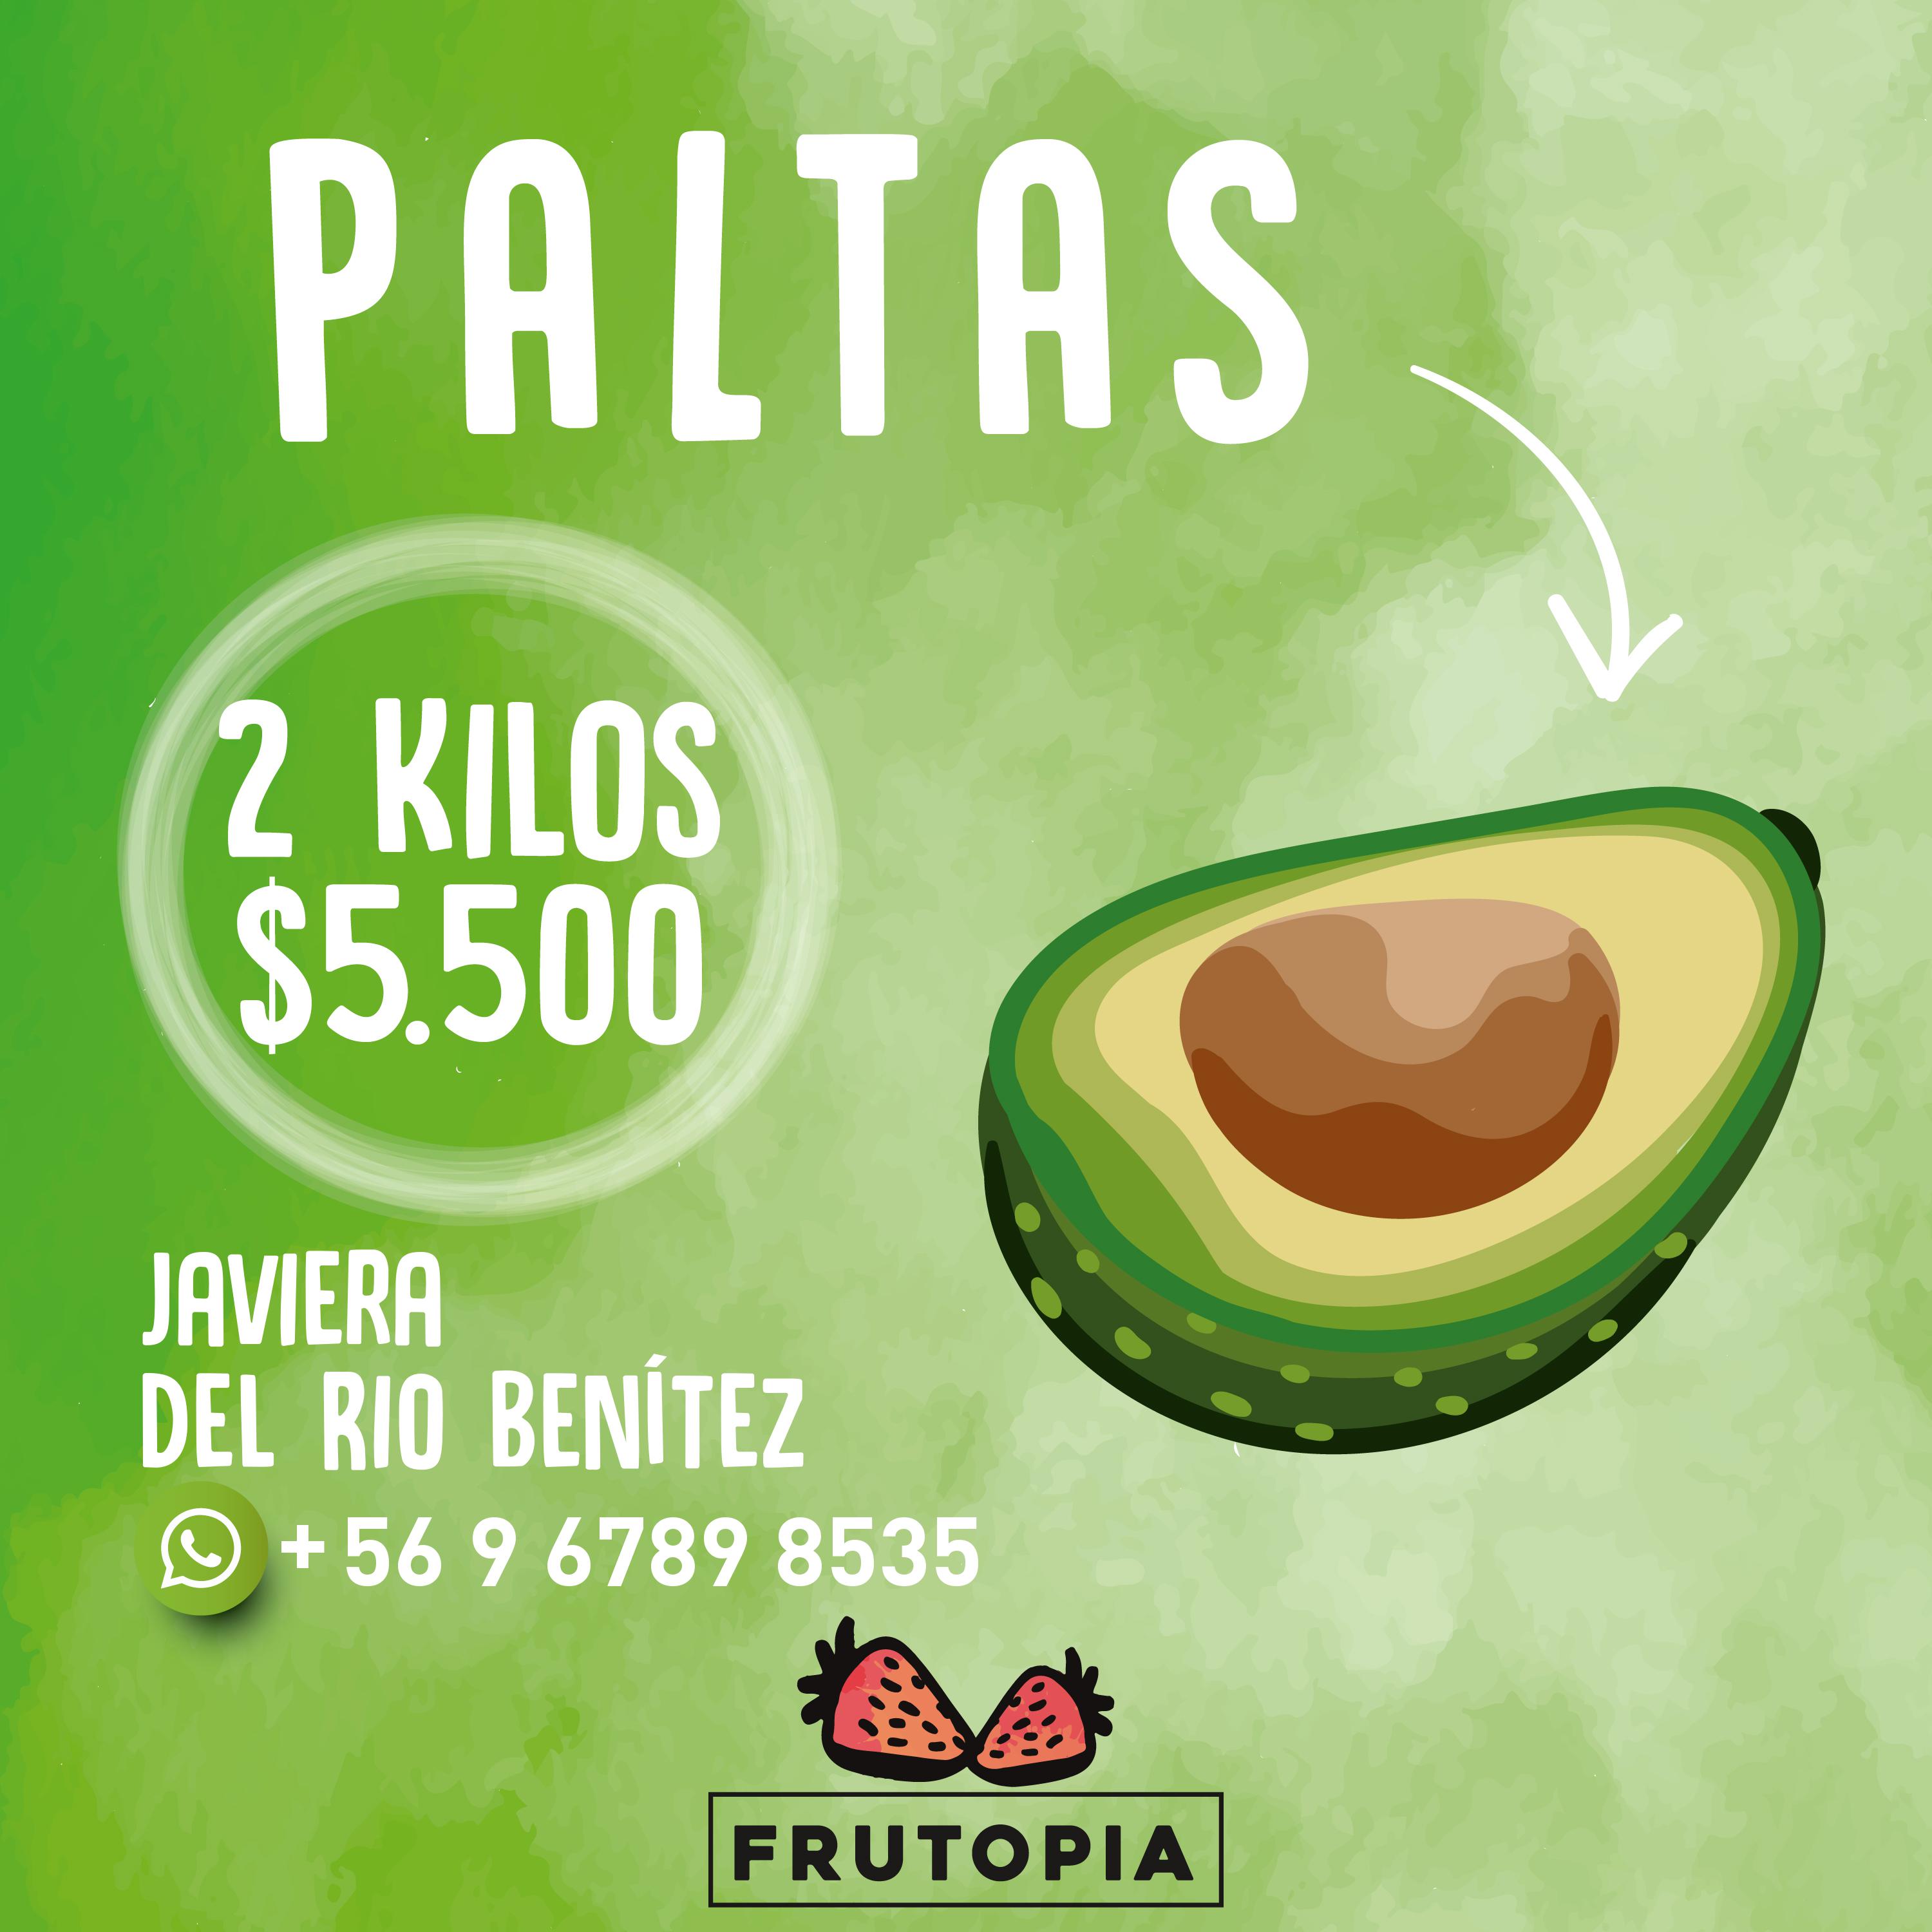 PALTAS
2 KILOS
$5.500
JAVIERA
DEL RIO BENÍTEZ
+56 9 6789 8535
FRUTOPIA